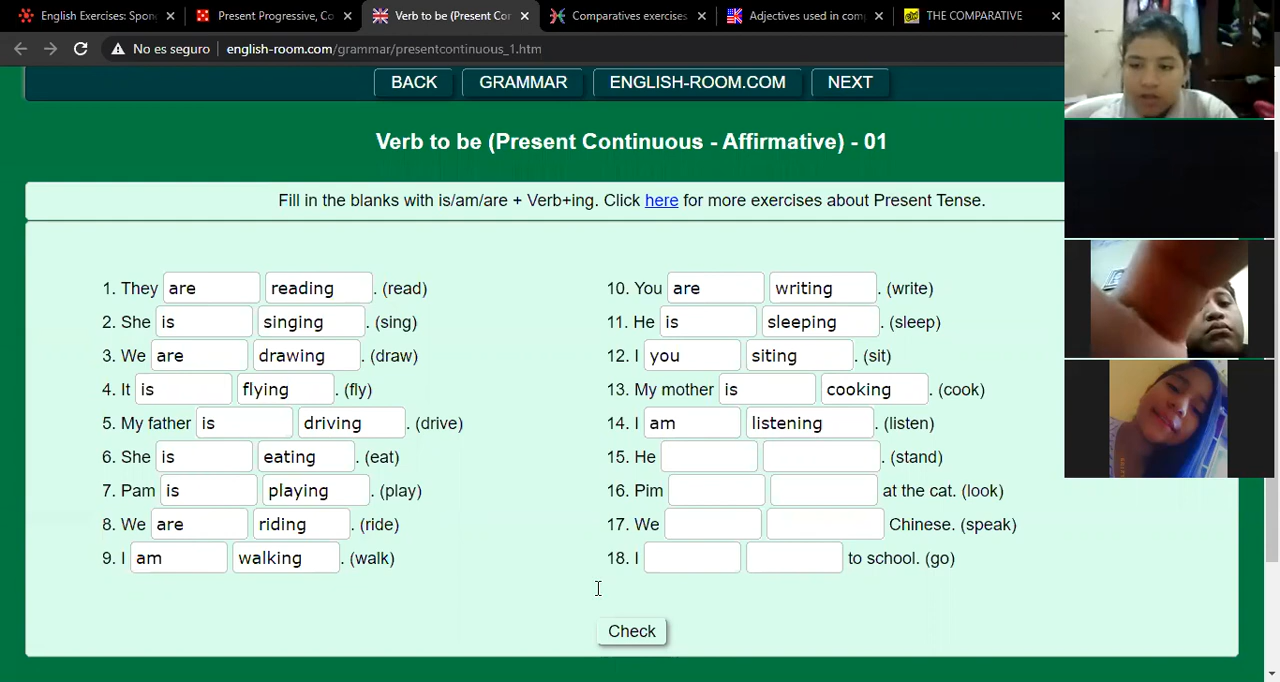 English Exercises: Spon
Present Progressive, Co
Verb to be (Present Cor
Comparatives exercises
Adjectives used in com
THE COMPARATIVE
No es seguro
english-room.com/grammar/presentcontinuous_1.htm
BACK
GRAMMAR
ENGLISH-ROOM.COM
NEXT
Verb to be (Present Continuous - Affirmative) - 01
Fill in the blanks with is/am/are + Verb+ing. Click here for more exercises about Present Tense.
1. They are reading . (read)
2. She is singing . (sing)
3. We are drawing . (draw)
4. It is flying . (fly)
5. My father is driving . (drive)
6. She is eating . (eat)
7. Pam is playing . (play)
8. We are riding . (ride)
9. I am walking . (walk)
10. You are writing . (write)
11. He is sleeping . (sleep)
12. I you siting . (sit)
13. My mother is cooking . (cook)
14. I am listening . (listen)
15. He . (stand)
16. Pim at the cat. (look)
17. We Chinese. (speak)
18. I to school. (go)
Check